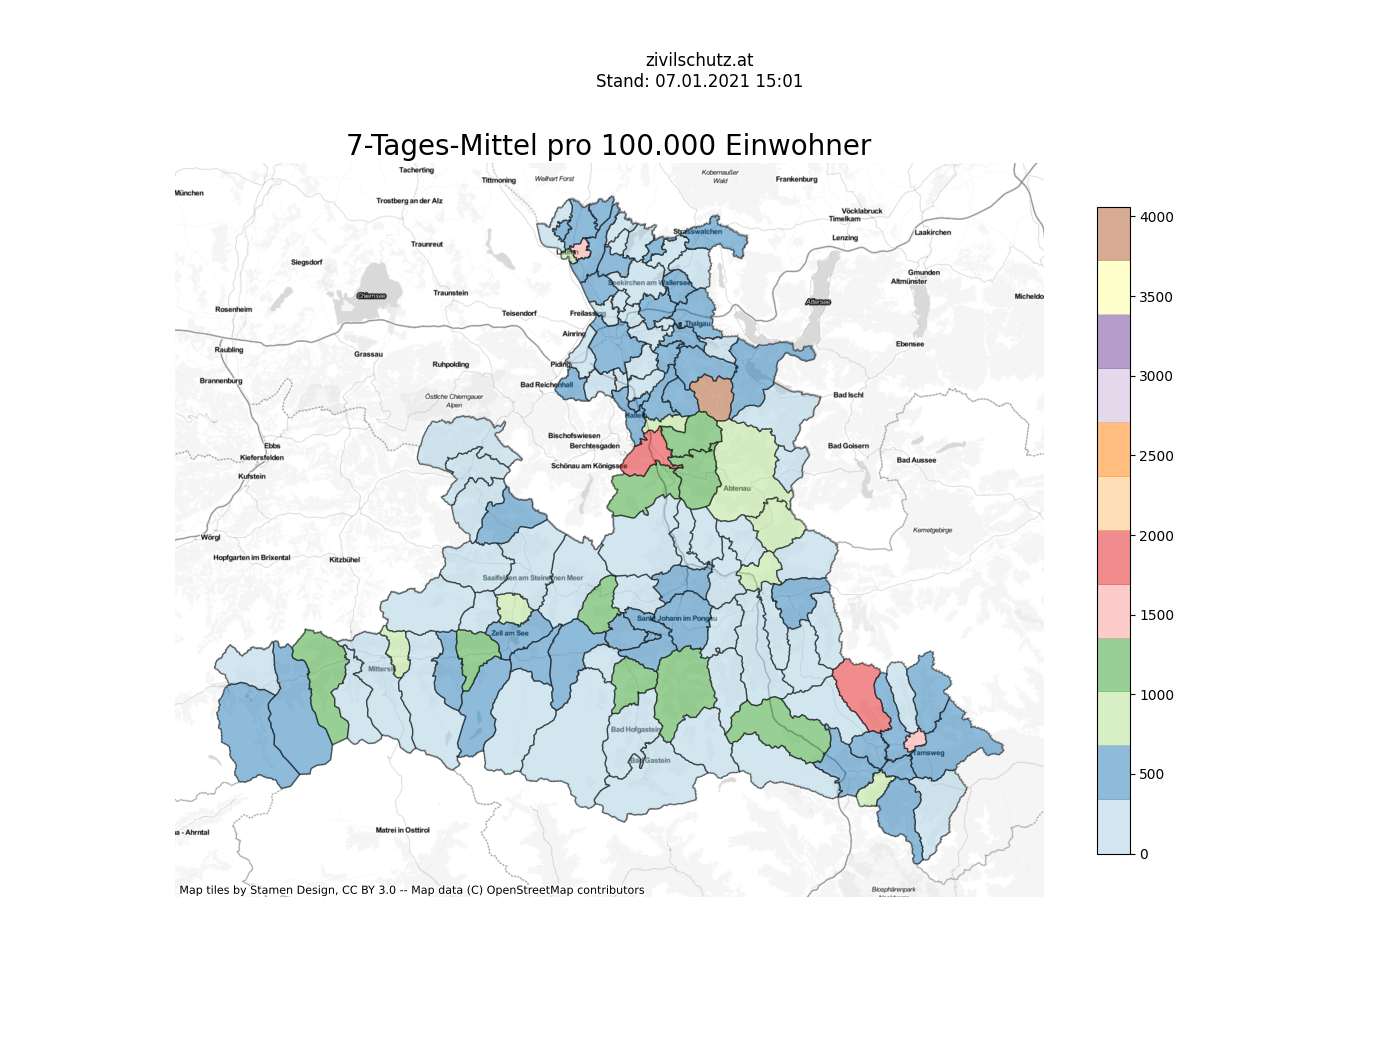 zivilschutz.at
Stand: 07.01.2021 15:01
7-Tages-Mittel pro 100.000 Einwohner
Tacherting
Tittmoning
Weilhart Forst
Kobernaußer
Wald
Frankenburg
München
Trostberg an der Alz
Vöcklabruck
Timelkam
Laakirchen
Strasswalchen
Lenzing
Traunreut
Siegsdorf
Gmunden
Altmünster
Seekirchen am Wallersee
Traunstein
Chiemsee
Attersee
Micheldo
Rosenheim
Teisendorf
Freilassing
Thalgau
Ainring
Ebensee
Raubling
Grassau
Ruhpolding
Piding
Brannenburg
Bad Reichenhall
Bad Ischl
Östliche Chiemgauer
Alpen
Hallein
Bischofswiesen
Berchtesgaden
Bad Goisern
Ebbs
Kiefersfelden
Schönau am Königssee
Bad Aussee
Kufstein
Abtenau
Kemetgebirge
Wörgl
Hopfgarten im Brixental
Kitzbühel
Saalfelden am Steinernen Meer
Sankt Johann im Pongau
Zell am See
Mittersill
Bad Hofgastein
Tamsweg
Bad Gastein
a - Ahrntal
Matrei in Osttirol
Biosphärenpark
Map tiles by Stamen Design, CC BY 3.0 -- Map data (C) OpenStreetMap contributors
4000
3500
3000
2500
2000
1500
1000
500
0